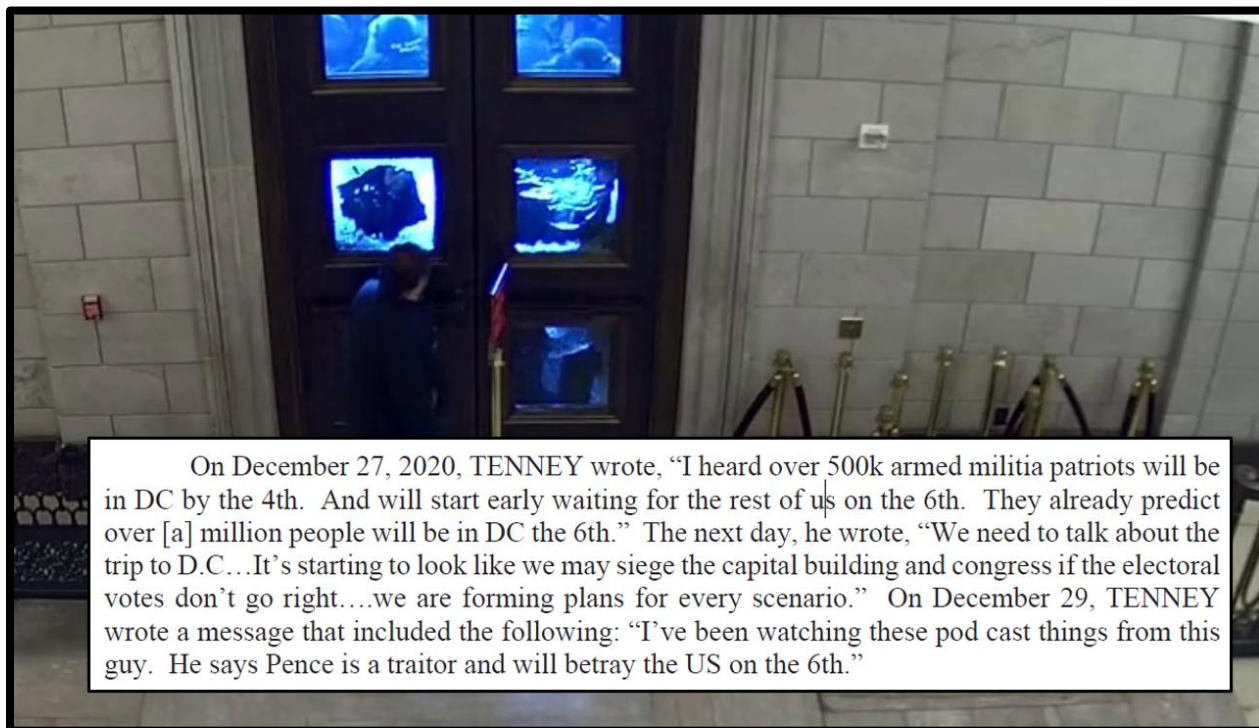 On December 27, 2020, TENNEY wrote, “I heard over 500k armed militia patriots will be
in DC by the 4th.  And will start early waiting for the rest of us on the 6th.  They already predict
over [a] million people will be in DC the 6th.”  The next day, he wrote, “We need to talk about the
trip to D.C…It’s starting to look like we may siege the capital building and congress if the electoral
votes don’t go right….we are forming plans for every scenario.”  On December 29, TENNEY
wrote a message that included the following: “I’ve been watching these pod cast things from this
guy.  He says Pence is a traitor and will betray the US on the 6th.”